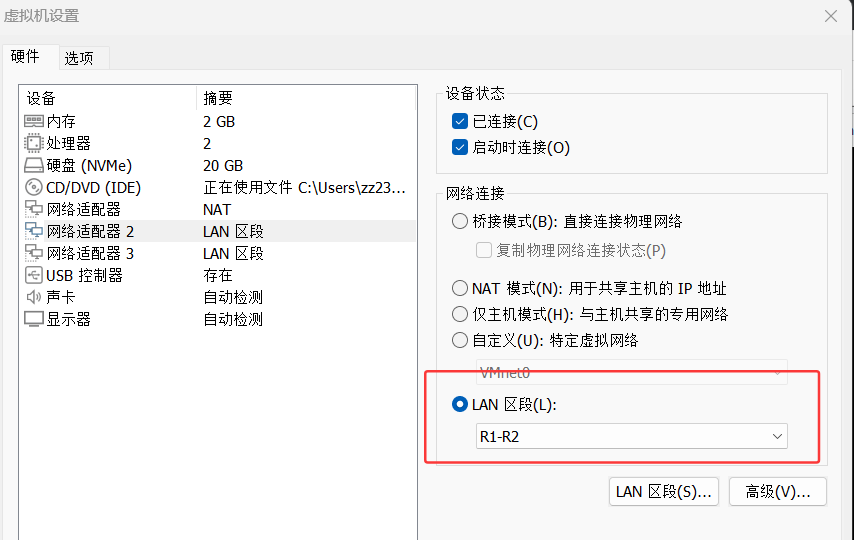 虚拟机设置
硬件 选项
设备 摘要
内存 2 GB
处理器 2
硬盘 (NVMe) 20 GB
CD/DVD (IDE) 正在使用文件 C:\Users\zz23...
网络适配器 NAT
网络适配器 2 LAN 区段
网络适配器 3 LAN 区段
USB 控制器 存在
声卡 自动检测
显示器 自动检测
设备状态
已连接(C)
启动时连接(O)
网络连接
桥接模式(B): 直接连接物理网络
复制物理网络连接状态(P)
NAT 模式(N): 用于共享主机的 IP 地址
仅主机模式(H): 与主机共享的专用网络
自定义(U): 特定虚拟网络
VMnet0
LAN 区段(L):
R1-R2
LAN 区段(S)... 高级(V)...